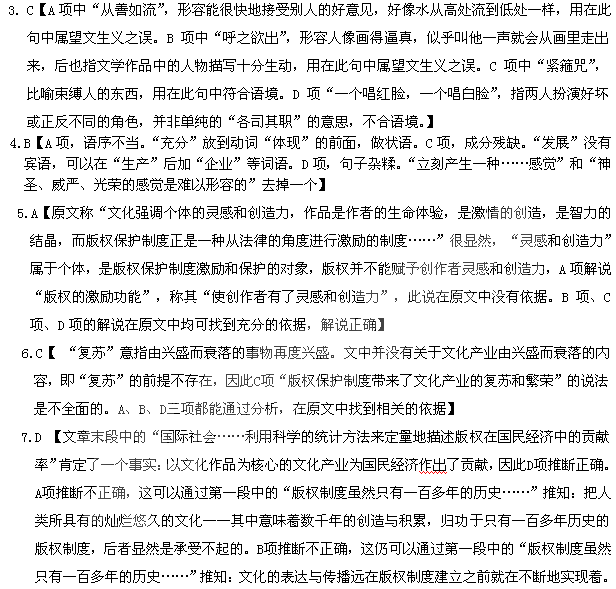 3. C【A 项中“从善如流”，形容能很快地接受别人的好意见，好像水从高处流到低处一样，用在此
句中属望文生义之误。B 项中“呼之欲出”，形容人像画得逼真，似乎叫他一声就会从画里走出
来，后也指文学作品中的人物描写十分生动，用在此句中属望文生义之误。C 项中“紧箍咒”，
比喻束缚人的东西，用在此句中符合语境。D 项“一个唱红脸，一个唱白脸”，指两人扮演好坏
或正反不同的角色，并非单纯的“各司其职”的意思，不合语境。】
4.B【A项，语序不当。“充分”放到动词“体现”的前面，做状语。C项，成分残缺。“发展”没有
宾语，可以在“生产”后加“企业”等词语。D项，句子杂糅。“立刻产生一种……感觉”和“神
圣、威严、光荣的感觉是难以形容的”去掉一个】
5.A【原文称“文化强调个体的灵感和创造力，作品是作者的生命体验，是激情的创造，是智力的
结晶，而版权保护制度正是一种从法律的角度进行激励的制度……”很显然，“灵感和创造力”
属于个体，是版权保护制度激励和保护的对象，版权并不能赋予创作者灵感和创造力，A项解说
“版权的激励功能”，称其“使创作者有了灵感和创造力”，此说在原文中没有依据。B 项、C
项、D项的解说在原文中均可找到充分的依据，解说正确】
6.C【 “复苏”意指由兴盛而衰落的事物再度兴盛。文中并没有关于文化产业由兴盛而衰落的内
容，即“复苏”的前提不存在，因此C项“版权保护制度带来了文化产业的复苏和繁荣”的说法
是不全面的。A、B、D三项都能通过分析，在原文中找到相关的依据】
7.D 【文章末段中的“国际社会……利用科学的统计方法来定量地描述版权在国民经济中的贡献
率”肯定了一个事实：以文化作品为核心的文化产业为国民经济作出了贡献，因此D项推断正确。
A项推断不正确，这可以通过第一段中的“版权制度虽然只有一百多年的历史……”推知：把人
类所具有的灿烂悠久的文化——其中意味着数千年的创造与积累，归功于只有一百多年历史的
版权制度，后者显然是承受不起的。B项推断不正确，这仍可以通过第一段中的“版权制度虽然
只有一百多年的历史……”推知：文化的表达与传播远在版权制度建立之前就在不断地实现着。